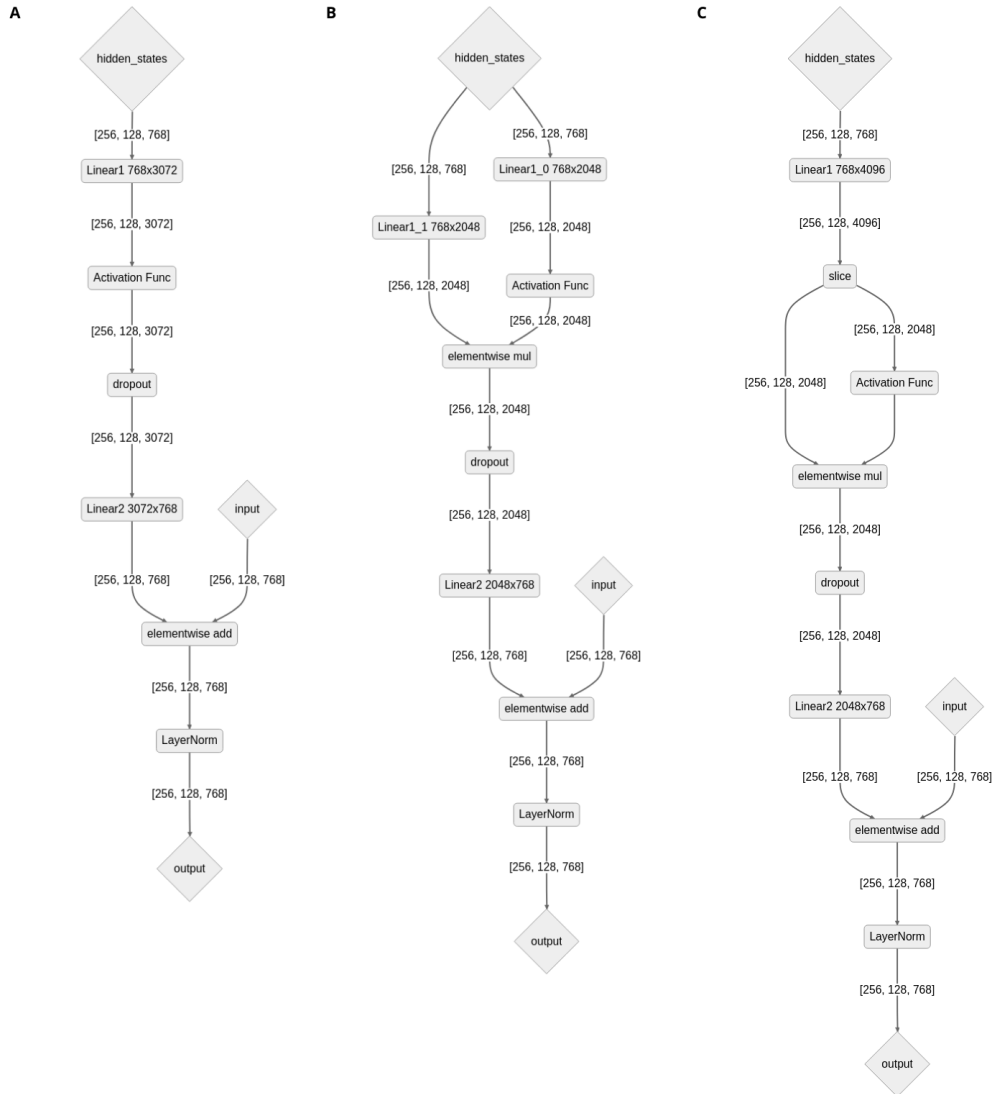 A
hidden_states
[256, 128, 768]
Linear1 768x3072
[256, 128, 3072]
Activation Func
[256, 128, 3072]
dropout
[256, 128, 3072]
Linear2 3072x768
input
[256, 128, 768]
[256, 128, 768]
elementwise add
[256, 128, 768]
LayerNorm
[256, 128, 768]
output
B
hidden_states
[256, 128, 768]
[256, 128, 768]
Linear1_0 768x2048
Linear1_1 768x2048
[256, 128, 2048]
[256, 128, 2048]
Activation Func
[256, 128, 2048]
elementwise mul
[256, 128, 2048]
dropout
[256, 128, 2048]
Linear2 2048x768
input
[256, 128, 768]
[256, 128, 768]
elementwise add
[256, 128, 768]
LayerNorm
[256, 128, 768]
output
C
hidden_states
[256, 128, 768]
Linear1 768x4096
[256, 128, 4096]
slice
[256, 128, 2048]
[256, 128, 2048]
Activation Func
elementwise mul
[256, 128, 2048]
dropout
[256, 128, 2048]
Linear2 2048x768
input
[256, 128, 768]
[256, 128, 768]
elementwise add
[256, 128, 768]
LayerNorm
[256, 128, 768]
output